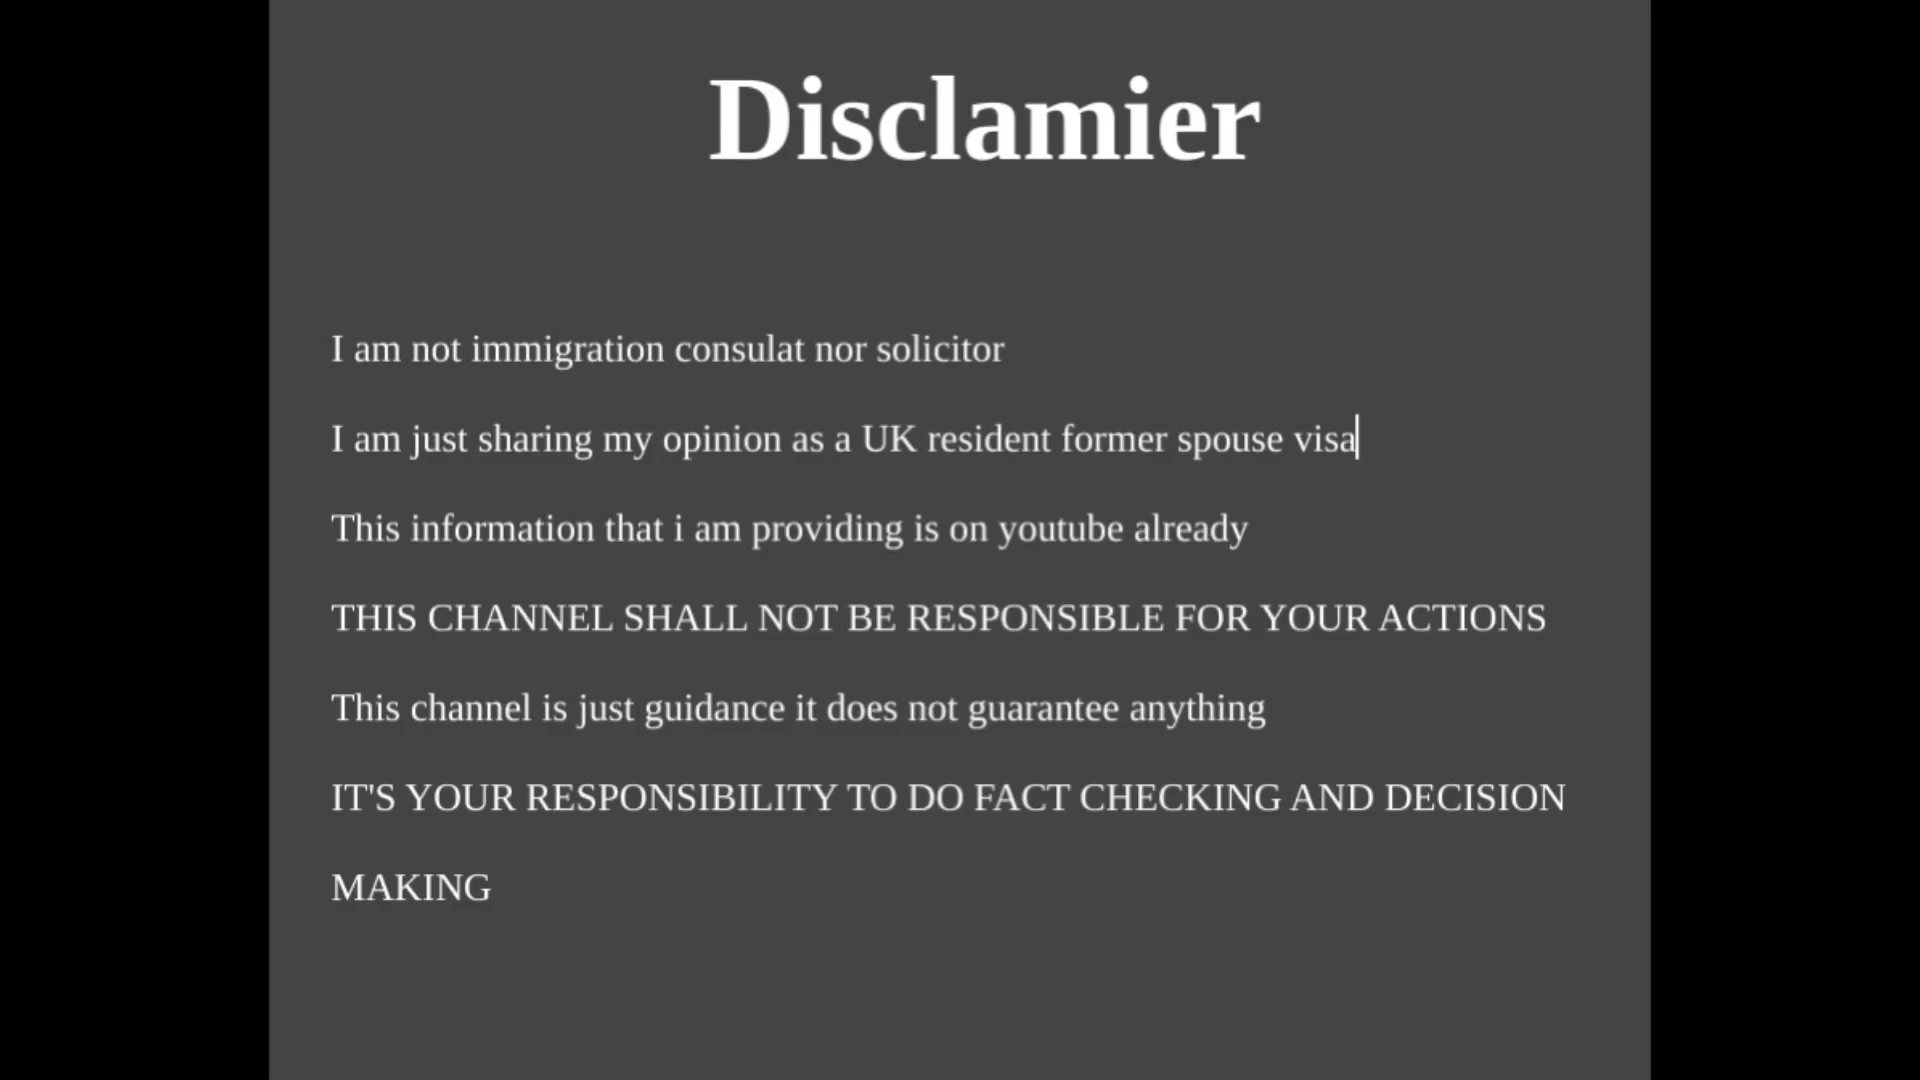 Disclamier
I am not immigration consulat nor solicitor
I am just sharing my opinion as a UK resident former spouse visa
This information that i am providing is on youtube already
THIS CHANNEL SHALL NOT BE RESPONSIBLE FOR YOUR ACTIONS
This channel is just guidance it does not guarantee anything
IT'S YOUR RESPONSIBILITY TO DO FACT CHECKING AND DECISION
MAKING